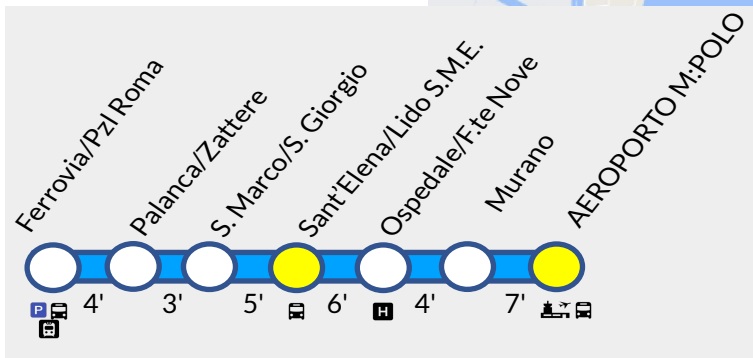 Ferrovia/Pzl Roma
Palanca/Zattere
S. Marco/S. Giorgio
Sant'Elena/Lido S.M.E.
Ospedale/F.te Nove
Murano
AEROPORTO M:POLO
4' 3' 5' 6' 4' 7'
P
H